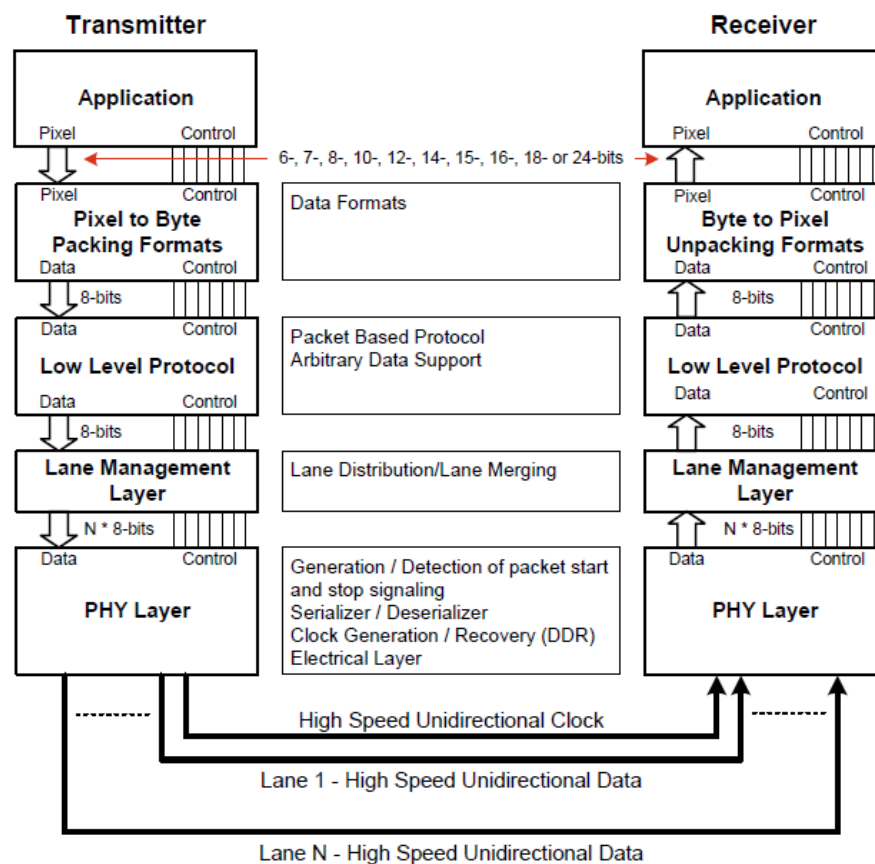 Transmitter
Receiver
Application
Pixel
Control
Application
Pixel
Control
6-, 7-, 8-, 10-, 12-, 14-, 15-, 16-, 18- or 24-bits
Pixel
Control
Pixel to Byte
Packing Formats
Data
Control
Data Formats
Pixel
Control
Byte to Pixel
Unpacking Formats
Data
Control
8-bits
8-bits
Data
Control
Low Level Protocol
Data
Control
Packet Based Protocol
Arbitrary Data Support
Data
Control
Low Level Protocol
Data
Control
8-bits
8-bits
Lane Management
Layer
Lane Distribution/Lane Merging
Lane Management
Layer
N * 8-bits
N * 8-bits
Data
Control
PHY Layer
Generation / Detection of packet start
and stop signaling
Serializer / Deserializer
Clock Generation / Recovery (DDR)
Electrical Layer
Data
Control
PHY Layer
High Speed Unidirectional Clock
Lane 1 - High Speed Unidirectional Data
Lane N - High Speed Unidirectional Data